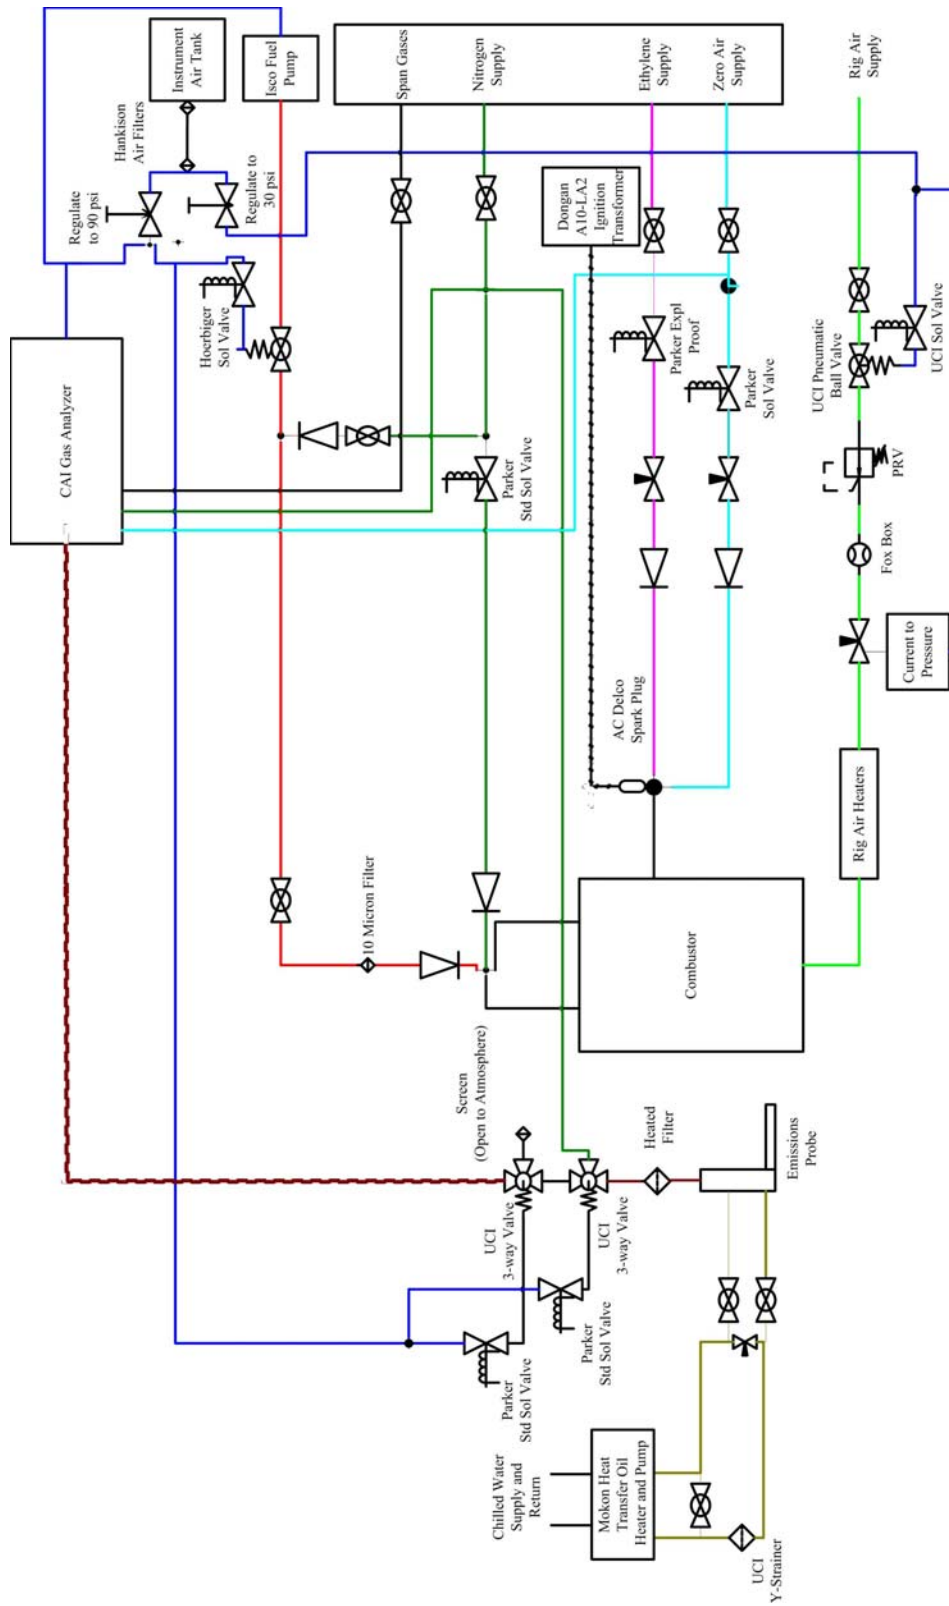 Instrument
Air Tank
Isco Fuel
Pump
Span Gases
Nitrogen
Supply
Ethylene
Supply
Zero Air
Supply
Rig Air
Supply
Hankison
Air Filters
Regulate
to 90 psi
Regulate to
30 psi
Dongan
A10-LA2
Ignition
Transformer
Hoerbiger
Sol Valve
CAI Gas Analyzer
Parker
Std Sol Valve
Parker Expl
Proof
Parker
Sol Valve
UCI Pneumatic
Ball Valve
UCI Sol Valve
PRV
Fox Box
Current to
Pressure
AC Delco
Spark Plug
Rig Air Heaters
10 Micron Filter
Combustor
Screen
(Open to Atmosphere)
Heated
Filter
Emissions
Probe
UCI
3-way Valve
UCI
3-way Valve
Parker
Std Sol Valve
Parker
Std Sol Valve
Chilled Water
Supply and
Return
Mokon Heat
Transfer Oil
Heater and Pump
UCI
Y-Strainer